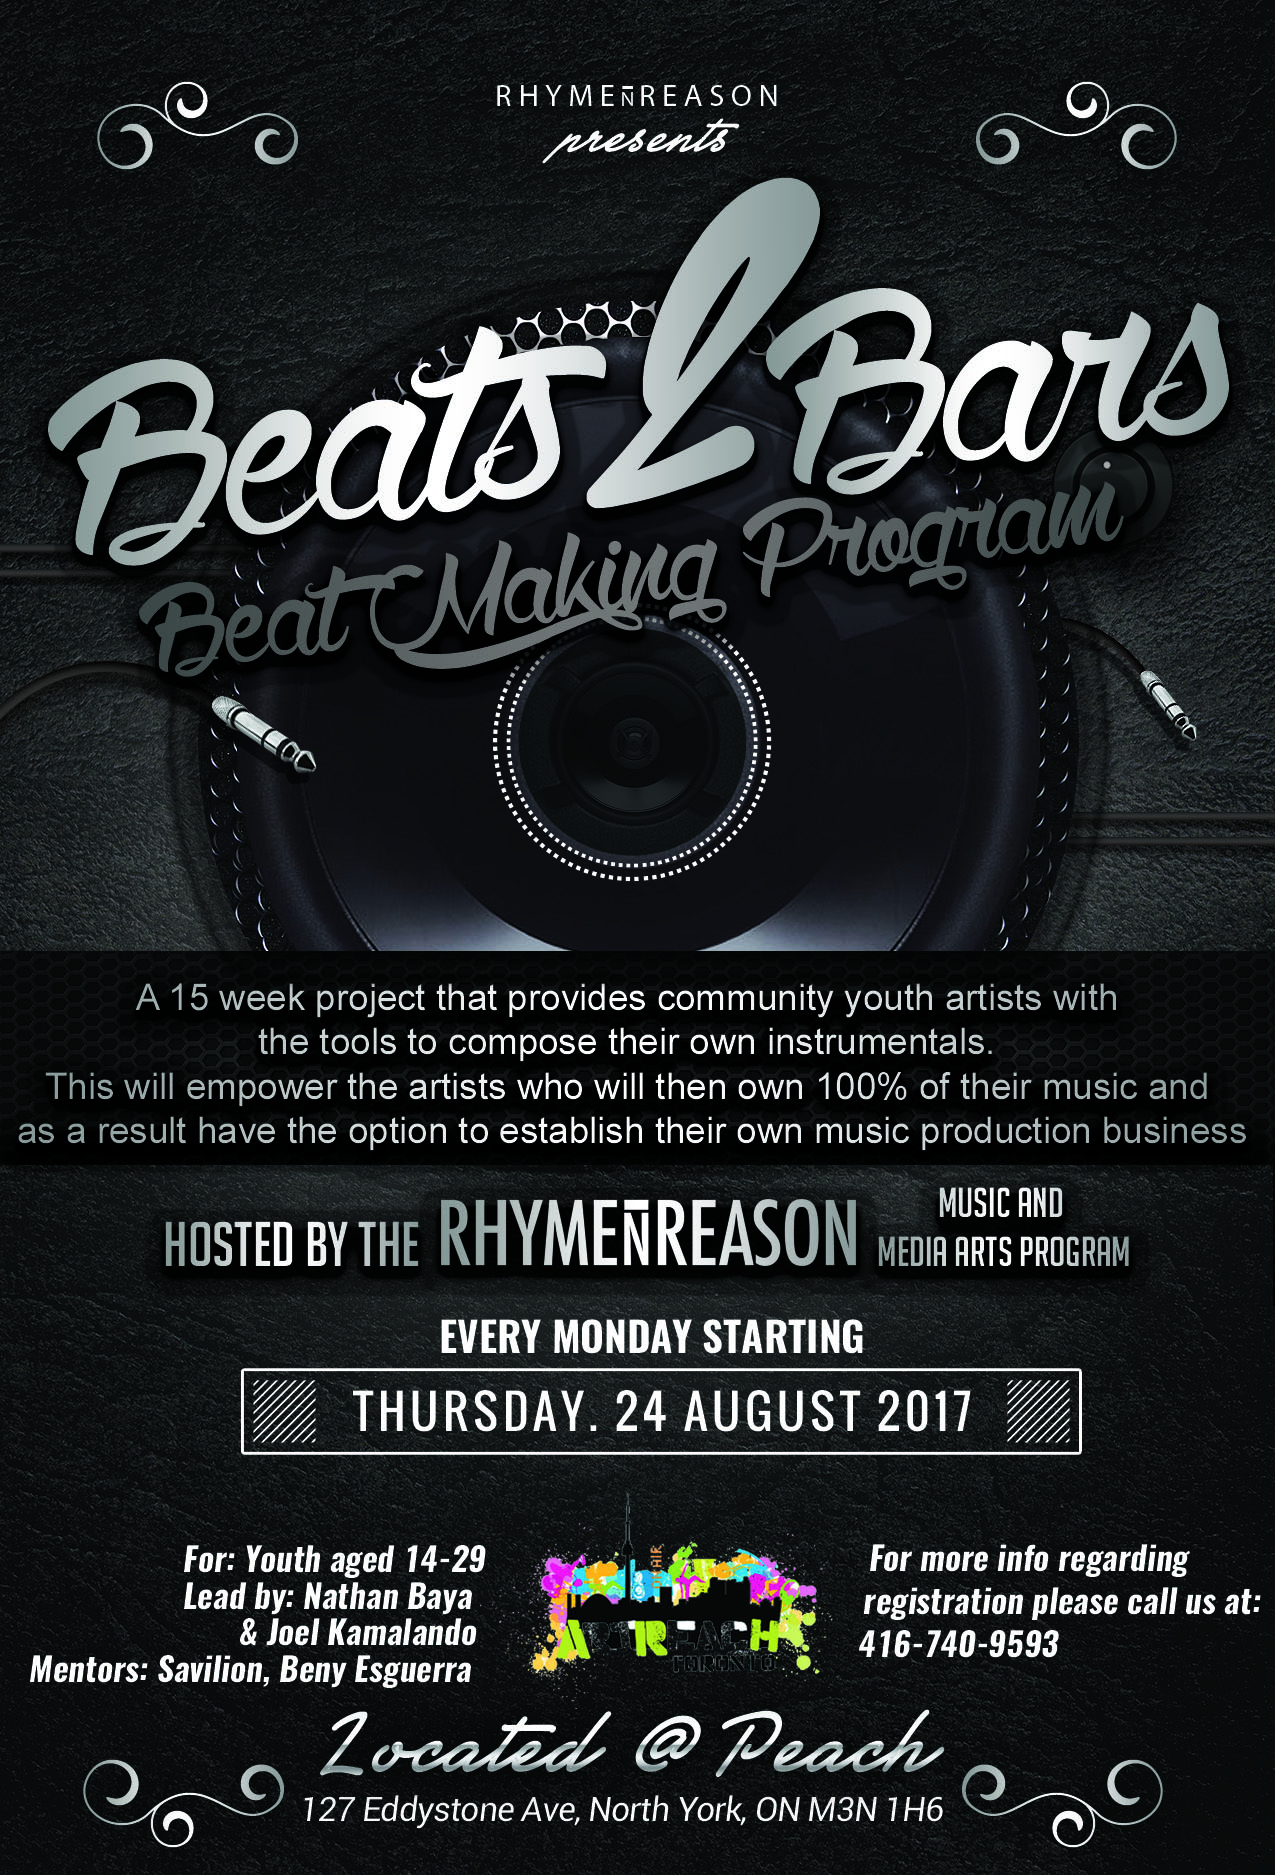 RHYMENREASON
presents
Beats 2 Bars
Beat Making Program
A 15 week project that provides community youth artists with
the tools to compose their own instrumentals.
This will empower the artists who will then own 100% of their music and
as a result have the option to establish their own music production business
HOSTED BY THE RHYMENREASON MUSIC AND
MEDIA ARTS PROGRAM
EVERY MONDAY STARTING
THURSDAY. 24 AUGUST 2017
For: Youth aged 14-29
Lead by: Nathan Baya
& Joel Kamalando
Mentors: Savilion, Beny Esguerra
ARTREACH
TORONTO
For more info regarding
registration please call us at:
416-740-9593
Located @ Peach
127 Eddystone Ave, North York, ON M3N 1H6